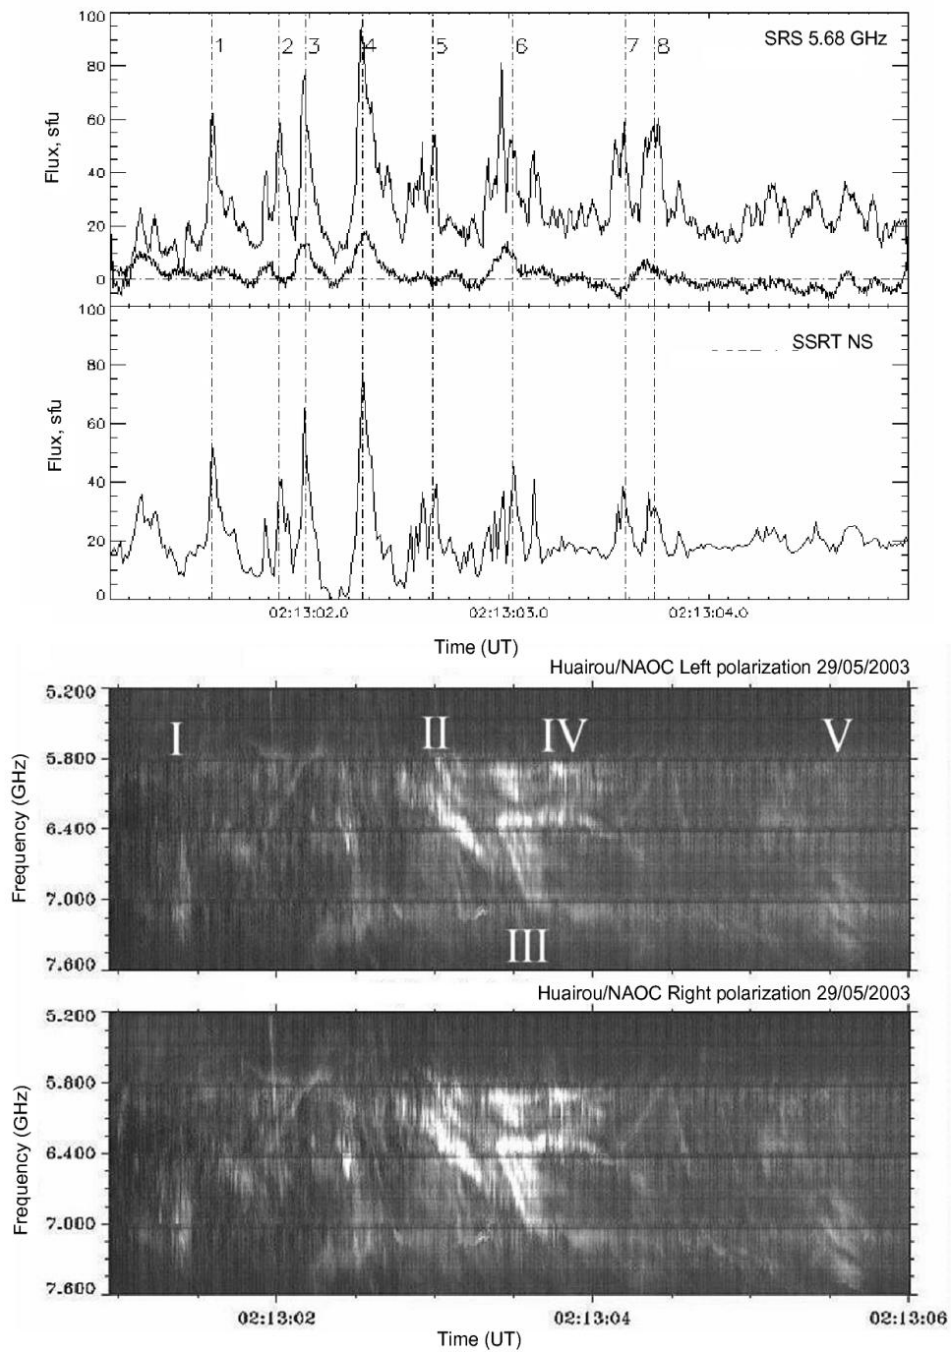 SRS 5.68 GHz
1 2 3 4 5 6 7 8
Flux, sfu
100
80
60
40
20
0
SSRT NS
Flux, sfu
100
80
60
40
20
0
02:13:02.0 02:13:03.0 02:13:04.0
Time (UT)
Huairou/NAOC Left polarization 29/05/2003
I II IV V
III
Frequency (GHz)
5.200
5.800
6.400
7.000
7.600
Huairou/NAOC Right polarization 29/05/2003
Frequency (GHz)
5.200
5.800
6.400
7.000
7.600
02:13:02 02:13:04 02:13:06
Time (UT)